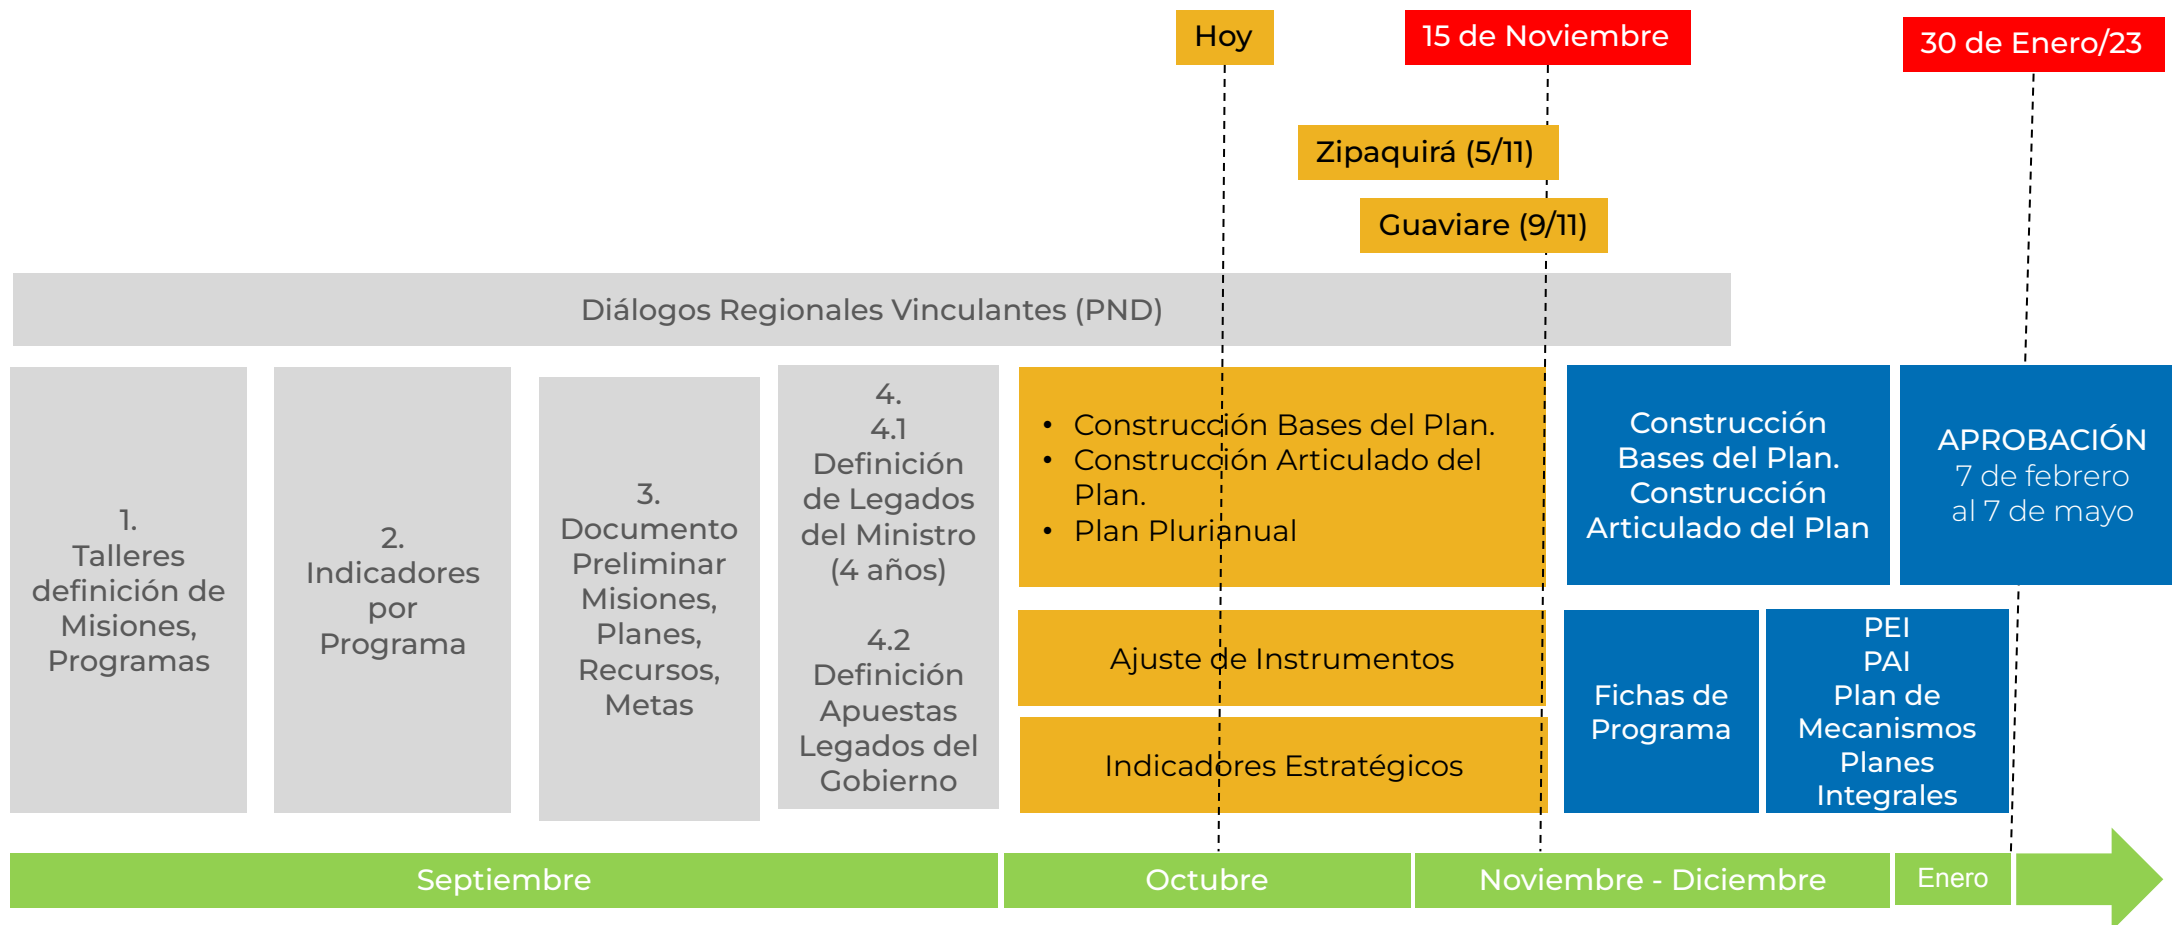 Hoy
15 de Noviembre
30 de Enero/23
Zipaquirá (5/11)
Guaviare (9/11)
Diálogos Regionales Vinculantes (PND)
1.
Talleres
definición de
Misiones,
Programas
2.
Indicadores
por
Programa
3.
Documento
Preliminar
Misiones,
Planes,
Recursos,
Metas
4.
4.1
Definición
de Legados
del Ministro
(4 años)
4.2
Definición
Apuestas
Legados del
Gobierno
• Construcción Bases del Plan.
• Construcción Articulado del
Plan.
• Plan Plurianual
Ajuste de Instrumentos
Indicadores Estratégicos
Construcción
Bases del Plan.
Construcción
Articulado del Plan
APROBACIÓN
7 de febrero
al 7 de mayo
Fichas de
Programa
PEI
PAI
Plan de
Mecanismos
Planes
Integrales
Septiembre
Octubre
Noviembre - Diciembre
Enero